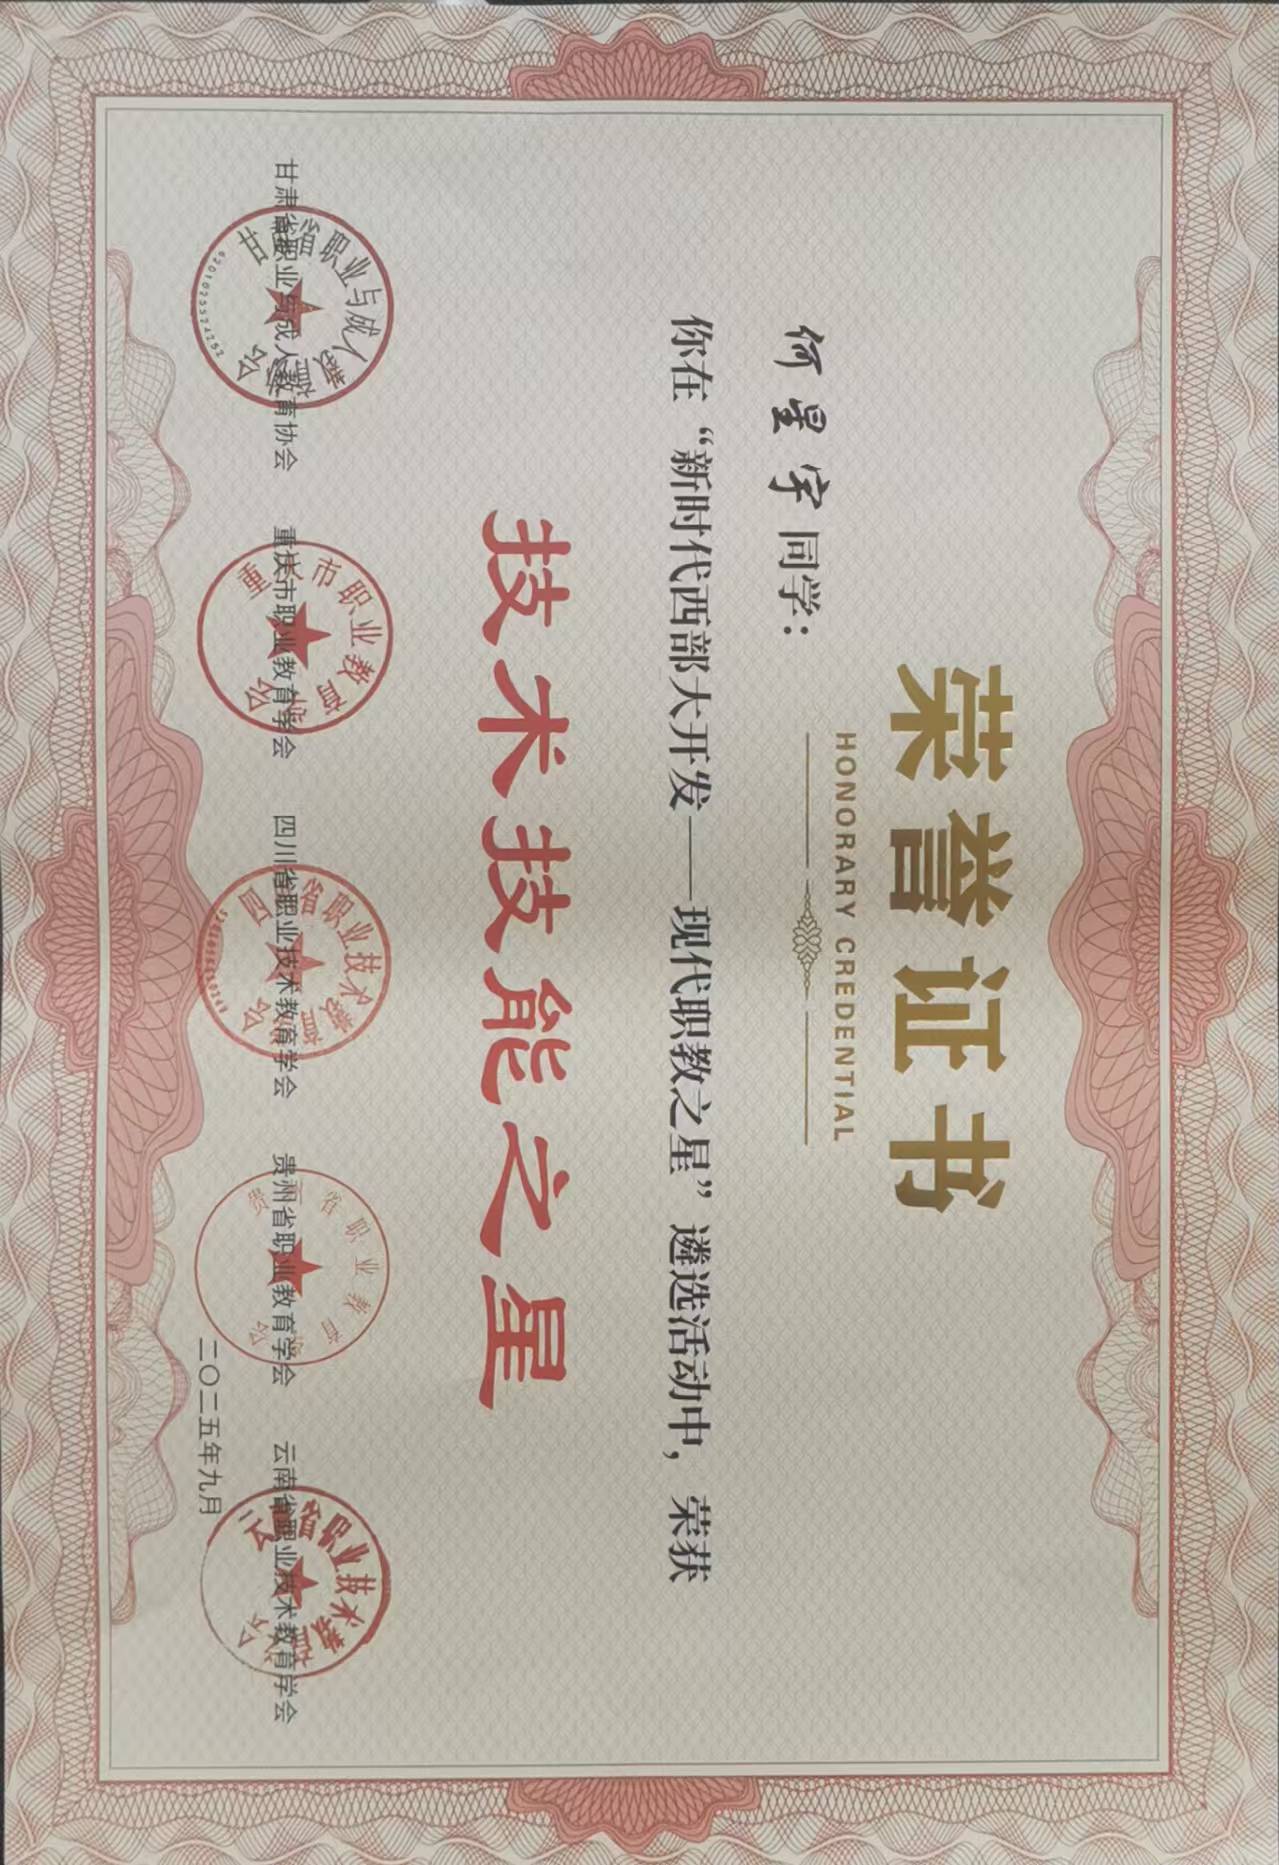 荣誉证书
HONORARY CREDENTIAL
何星宇同学：
你在“新时代西部大开发——现代职教之星”遴选活动中，荣获
技术技能之星
甘肃省职业与成人教育协会 重庆市职业教育学会 四川省职业技术教育学会 贵州省职业教育学会 云南省职业技术教育学会
二〇二五年九月